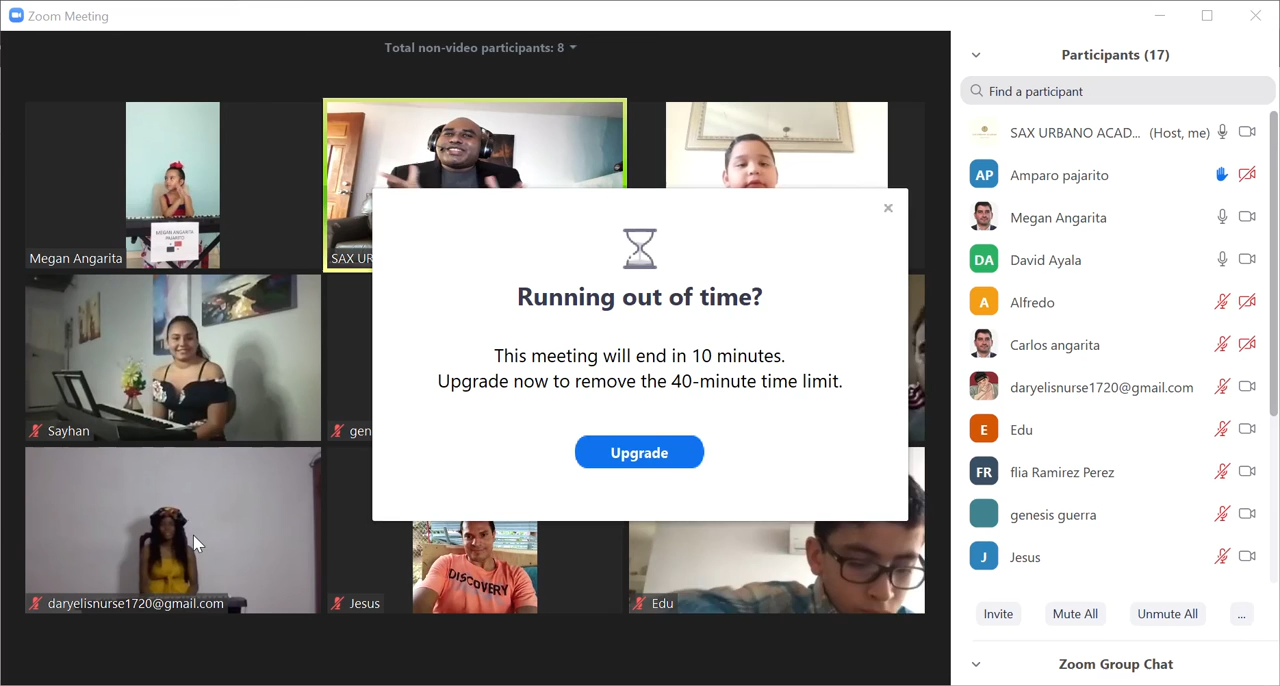 Zoom Meeting
Total non-video participants: 8
Megan Angarita
MEGAN ANGARITA
PAJARITO
SAX UR
Sayhan
gen
daryelisnurse1720@gmail.com
Jesus
DISCOVERY
Edu
Running out of time?
This meeting will end in 10 minutes.
Upgrade now to remove the 40-minute time limit.
Upgrade
Participants (17)
Find a participant
SAX URBANO ACAD... (Host, me)
AP Amparo pajarito
Megan Angarita
DA David Ayala
A Alfredo
Carlos angarita
daryelisnurse1720@gmail.com
E Edu
FR flia Ramirez Perez
genesis guerra
J Jesus
Invite Mute All Unmute All ...
Zoom Group Chat